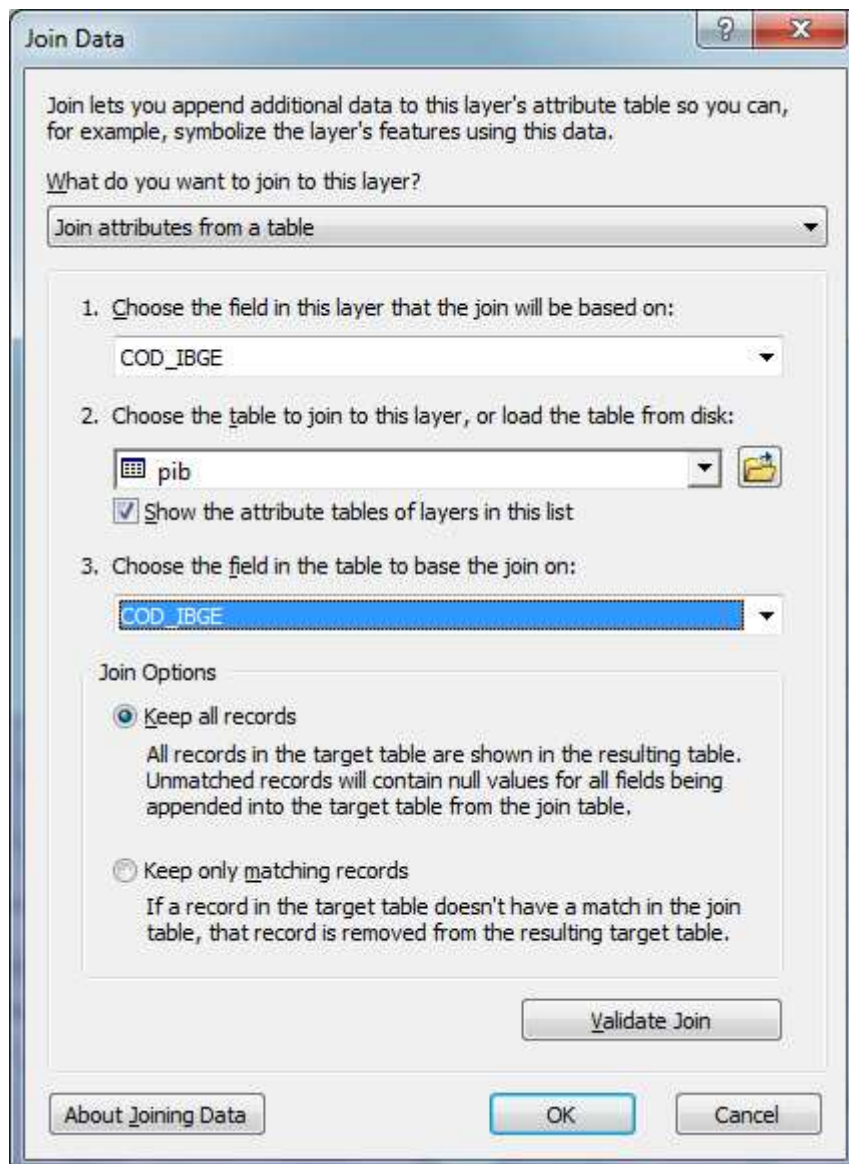 Join Data
Join lets you append additional data to this layer's attribute table so you can,
for example, symbolize the layer's features using this data.
What do you want to join to this layer?
Join attributes from a table
1. Choose the field in this layer that the join will be based on:
COD_IBGE
2. Choose the table to join to this layer, or load the table from disk:
pib
Show the attribute tables of layers in this list
3. Choose the field in the table to base the join on:
COD_IBGE
Join Options
Keep all records
All records in the target table are shown in the resulting table.
Unmatched records will contain null values for all fields being
appended into the target table from the join table.
Keep only matching records
If a record in the target table doesn't have a match in the join
table, that record is removed from the resulting target table.
Validate Join
About Joining Data
OK
Cancel